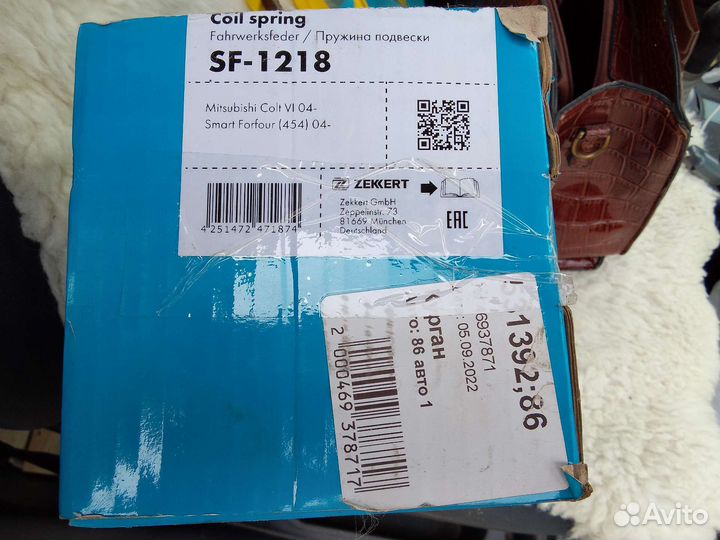 Coil spring
Fahrwerksfeder / Пружина подвески
SF-1218
Mitsubishi Colt VI 04-
Smart Forfour (454) 04-
ZEKKERT
Zekkert GmbH
Zeppelinstr. 73
81669 München
Deutschland
EAC
4 251472 471874
1392;86
6937871
: 05.09.2022
рган
то: 86 авто 1
2 000469 378717
Avito